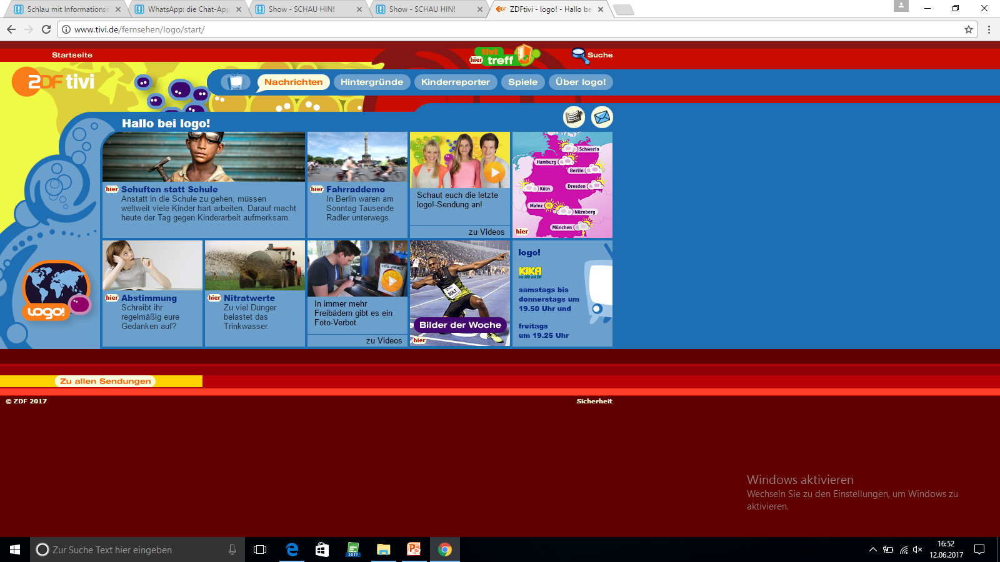 Schlau mit Informationss
WhatsApp: die Chat-App
Show - SCHAU HIN!
Show - SCHAU HIN!
ZDFtivi - logo! - Hallo be
www.tivi.de/fernsehen/logo/start/
Startseite
tivi
hier treff
Suche
ZDF tivi
Nachrichten
Hintergründe
Kinderreporter
Spiele
Über logo!
Hallo bei logo!
hier Schuften statt Schule
Anstatt in die Schule zu gehen, müssen
weltweit viele Kinder hart arbeiten. Darauf macht
heute der Tag gegen Kinderarbeit aufmerksam.
hier Fahrraddemo
In Berlin waren am
Sonntag Tausende
Radler unterwegs.
Schaut euch die letzte
logo!-Sendung an!
zu Videos
Schwerin
Hamburg
Berlin
Köln
Dresden
Mainz
Nürnberg
München
hier
LOGO!
hier Abstimmung
Schreibt ihr
regelmäßig eure
Gedanken auf?
hier Nitratwerte
Zu viel Dünger
belastet das
Trinkwasser.
FOTO-VERBOT
In immer mehr
Freibädern gibt es ein
Foto-Verbot.
zu Videos
BOLT
Bilder der Woche
hier
logo!
KiKA
von ARD und ZDF
samstags bis
donnerstags um
19.50 Uhr und
freitags
um 19.25 Uhr
Zu allen Sendungen
© ZDF 2017
Sicherheit
Windows aktivieren
Wechseln Sie zu den Einstellungen, um Windows zu
aktivieren.
Zur Suche Text hier eingeben
2017
16:52
12.06.2017